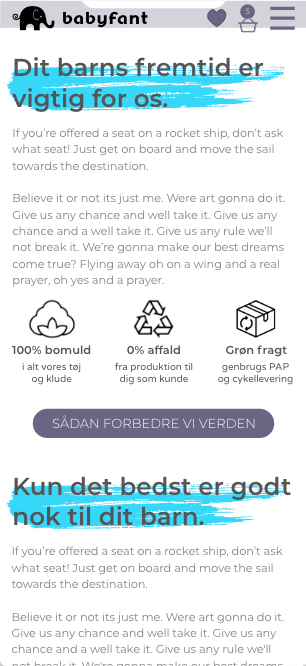 babyfant
5
Dit barns fremtid er
vigtig for os.
If you're offered a seat on a rocket ship, don't ask
what seat! Just get on board and move the sail
towards the destination.
Believe it or not its just me. Were art gonna do it.
Give us any chance and well take it. Give us any
chance and well take it. Give us any rule we'll
not break it. We're gonna make our best dreams
come true? Flying away oh on a wing and a real
prayer, oh yes and a prayer.
100% bomuld
i alt vores tøj
og klude
0% affald
fra produktion til
dig som kunde
Grøn fragt
genbrugs PAP
og cykellevering
SÅDAN FORBEDRE VI VERDEN
Kun det bedst er godt
nok til dit barn.
If you're offered a seat on a rocket ship, don't ask
what seat! Just get on board and move the sail
towards the destination.
Believe it or not its just me. Were art gonna do it.
Give us any chance and well take it. Give us any
chance and well take it. Give us any rule we'll
not break it. We're gonna make our best dreams